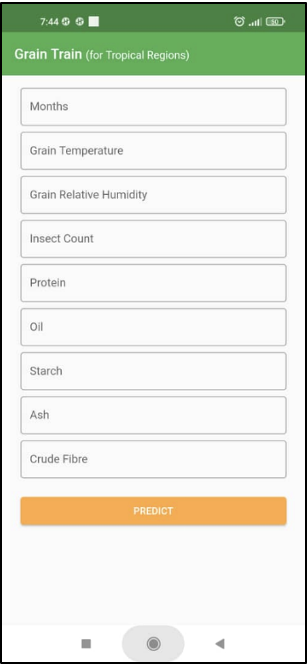 7:44
Grain Train (for Tropical Regions)
Months
Grain Temperature
Grain Relative Humidity
Insect Count
Protein
Oil
Starch
Ash
Crude Fibre
PREDICT